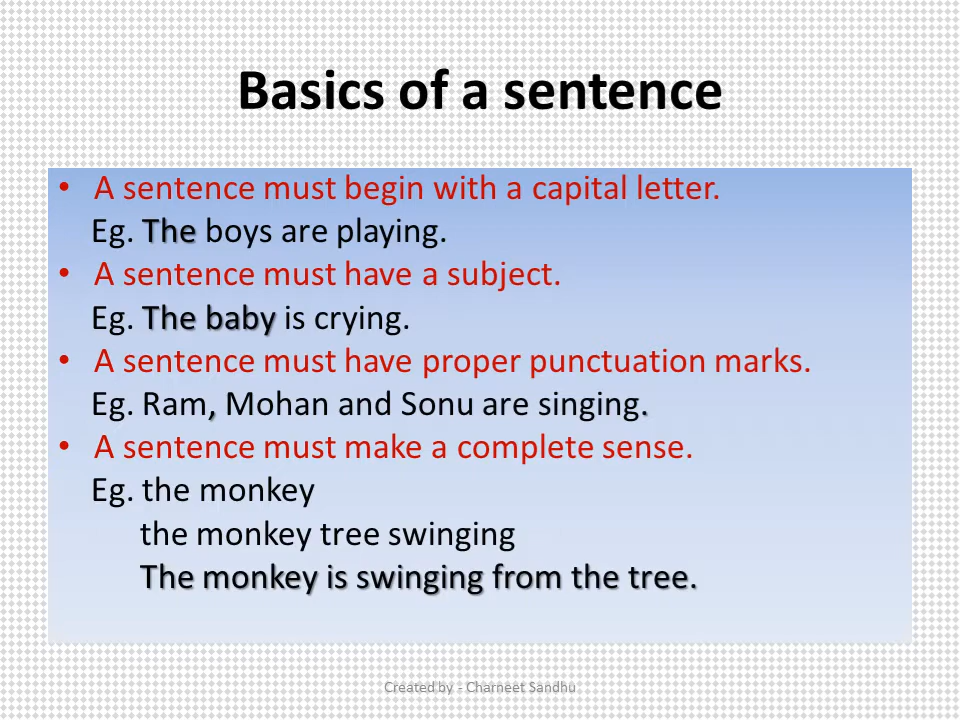 Basics of a sentence
• A sentence must begin with a capital letter.
Eg. The boys are playing.
• A sentence must have a subject.
Eg. The baby is crying.
• A sentence must have proper punctuation marks.
Eg. Ram, Mohan and Sonu are singing.
• A sentence must make a complete sense.
Eg. the monkey
the monkey tree swinging
The monkey is swinging from the tree.
Created by - Charneet Sandhu